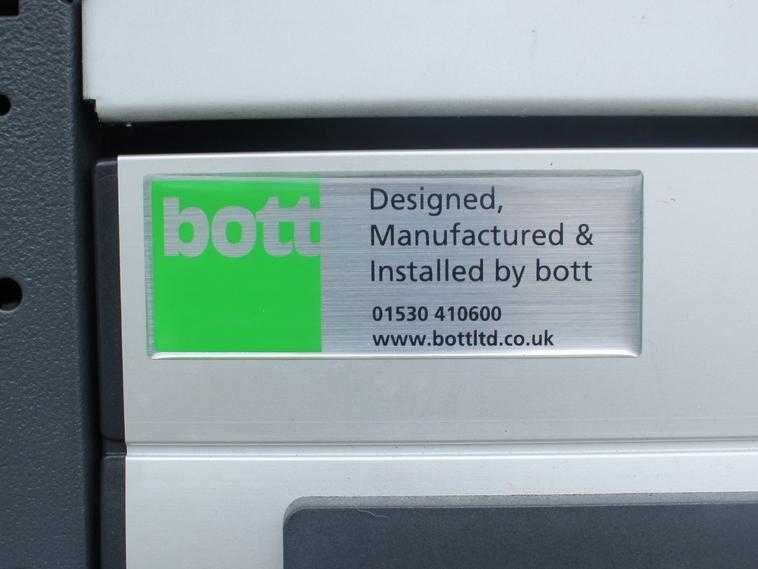 bott
Designed,
Manufactured &
Installed by bott
01530 410600
www.bottltd.co.uk